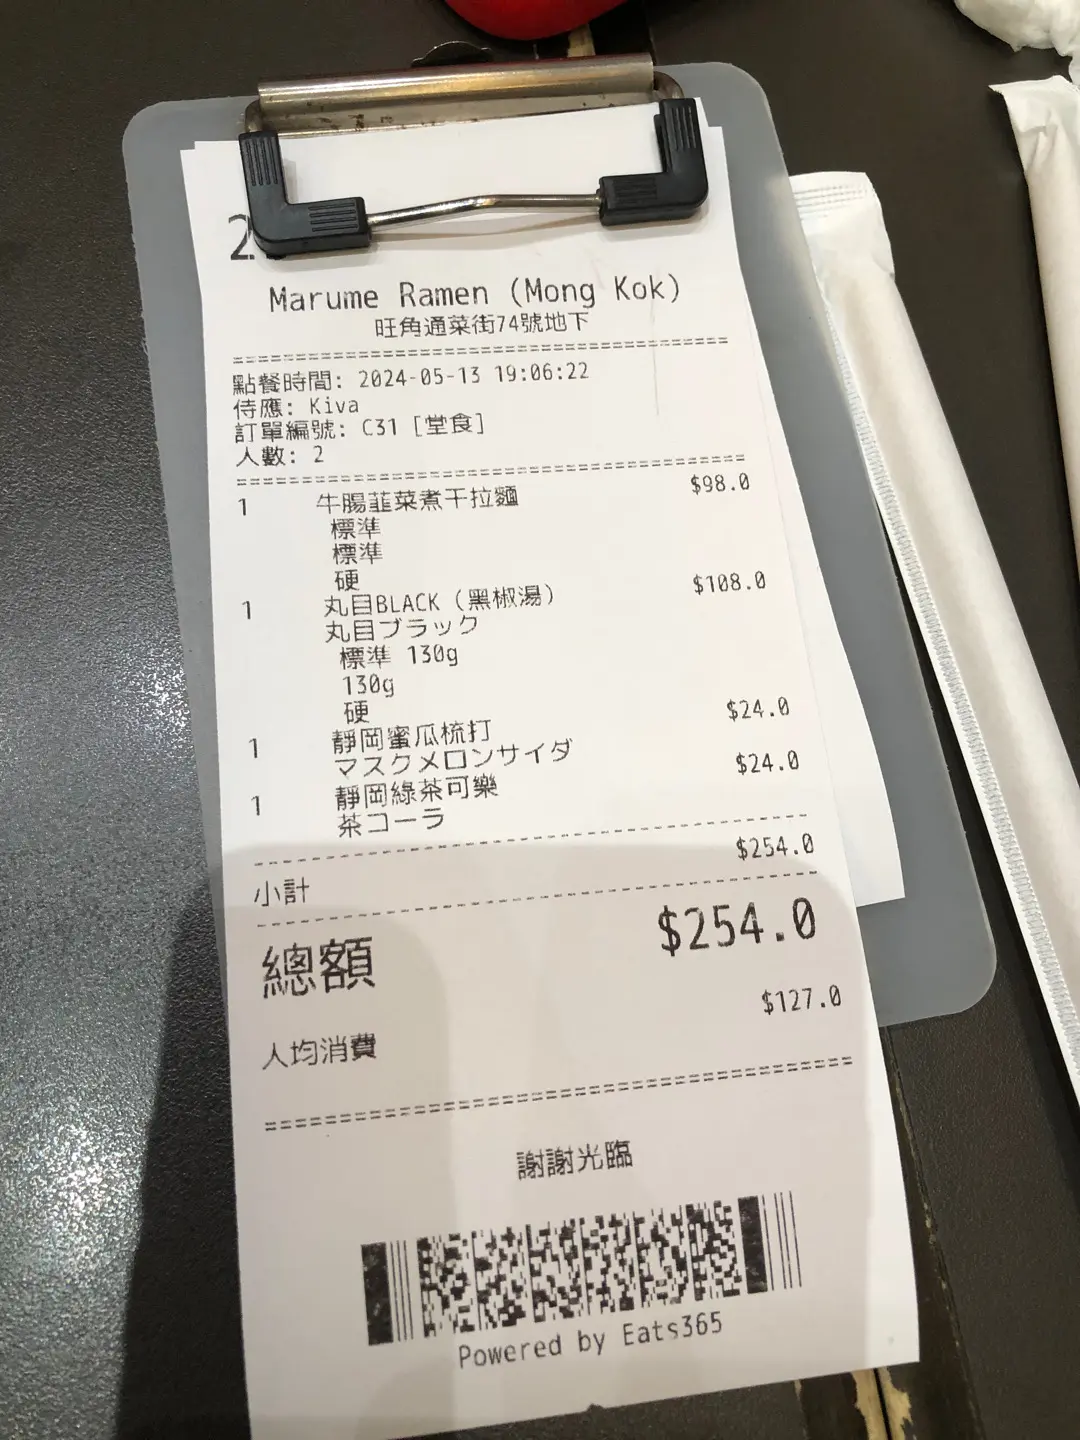 Marume Ramen (Mong Kok)
旺角通菜街74號地下
點餐時間: 2024-05-13 19:06:22
侍應: Kiva
訂單編號: C31 [堂食]
人數: 2
1 牛腸韮菜煮干拉麵 $98.0
標準
標準
硬
1 丸目BLACK (黑椒湯) $108.0
丸目ブラック
標準 130g
130g
硬
1 靜岡蜜瓜梳打 $24.0
マスクメロンサイダ
1 靜岡綠茶可樂 $24.0
茶コーラ
小計 $254.0
總額 $254.0
人均消費 $127.0
謝謝光臨
Powered by Eats365